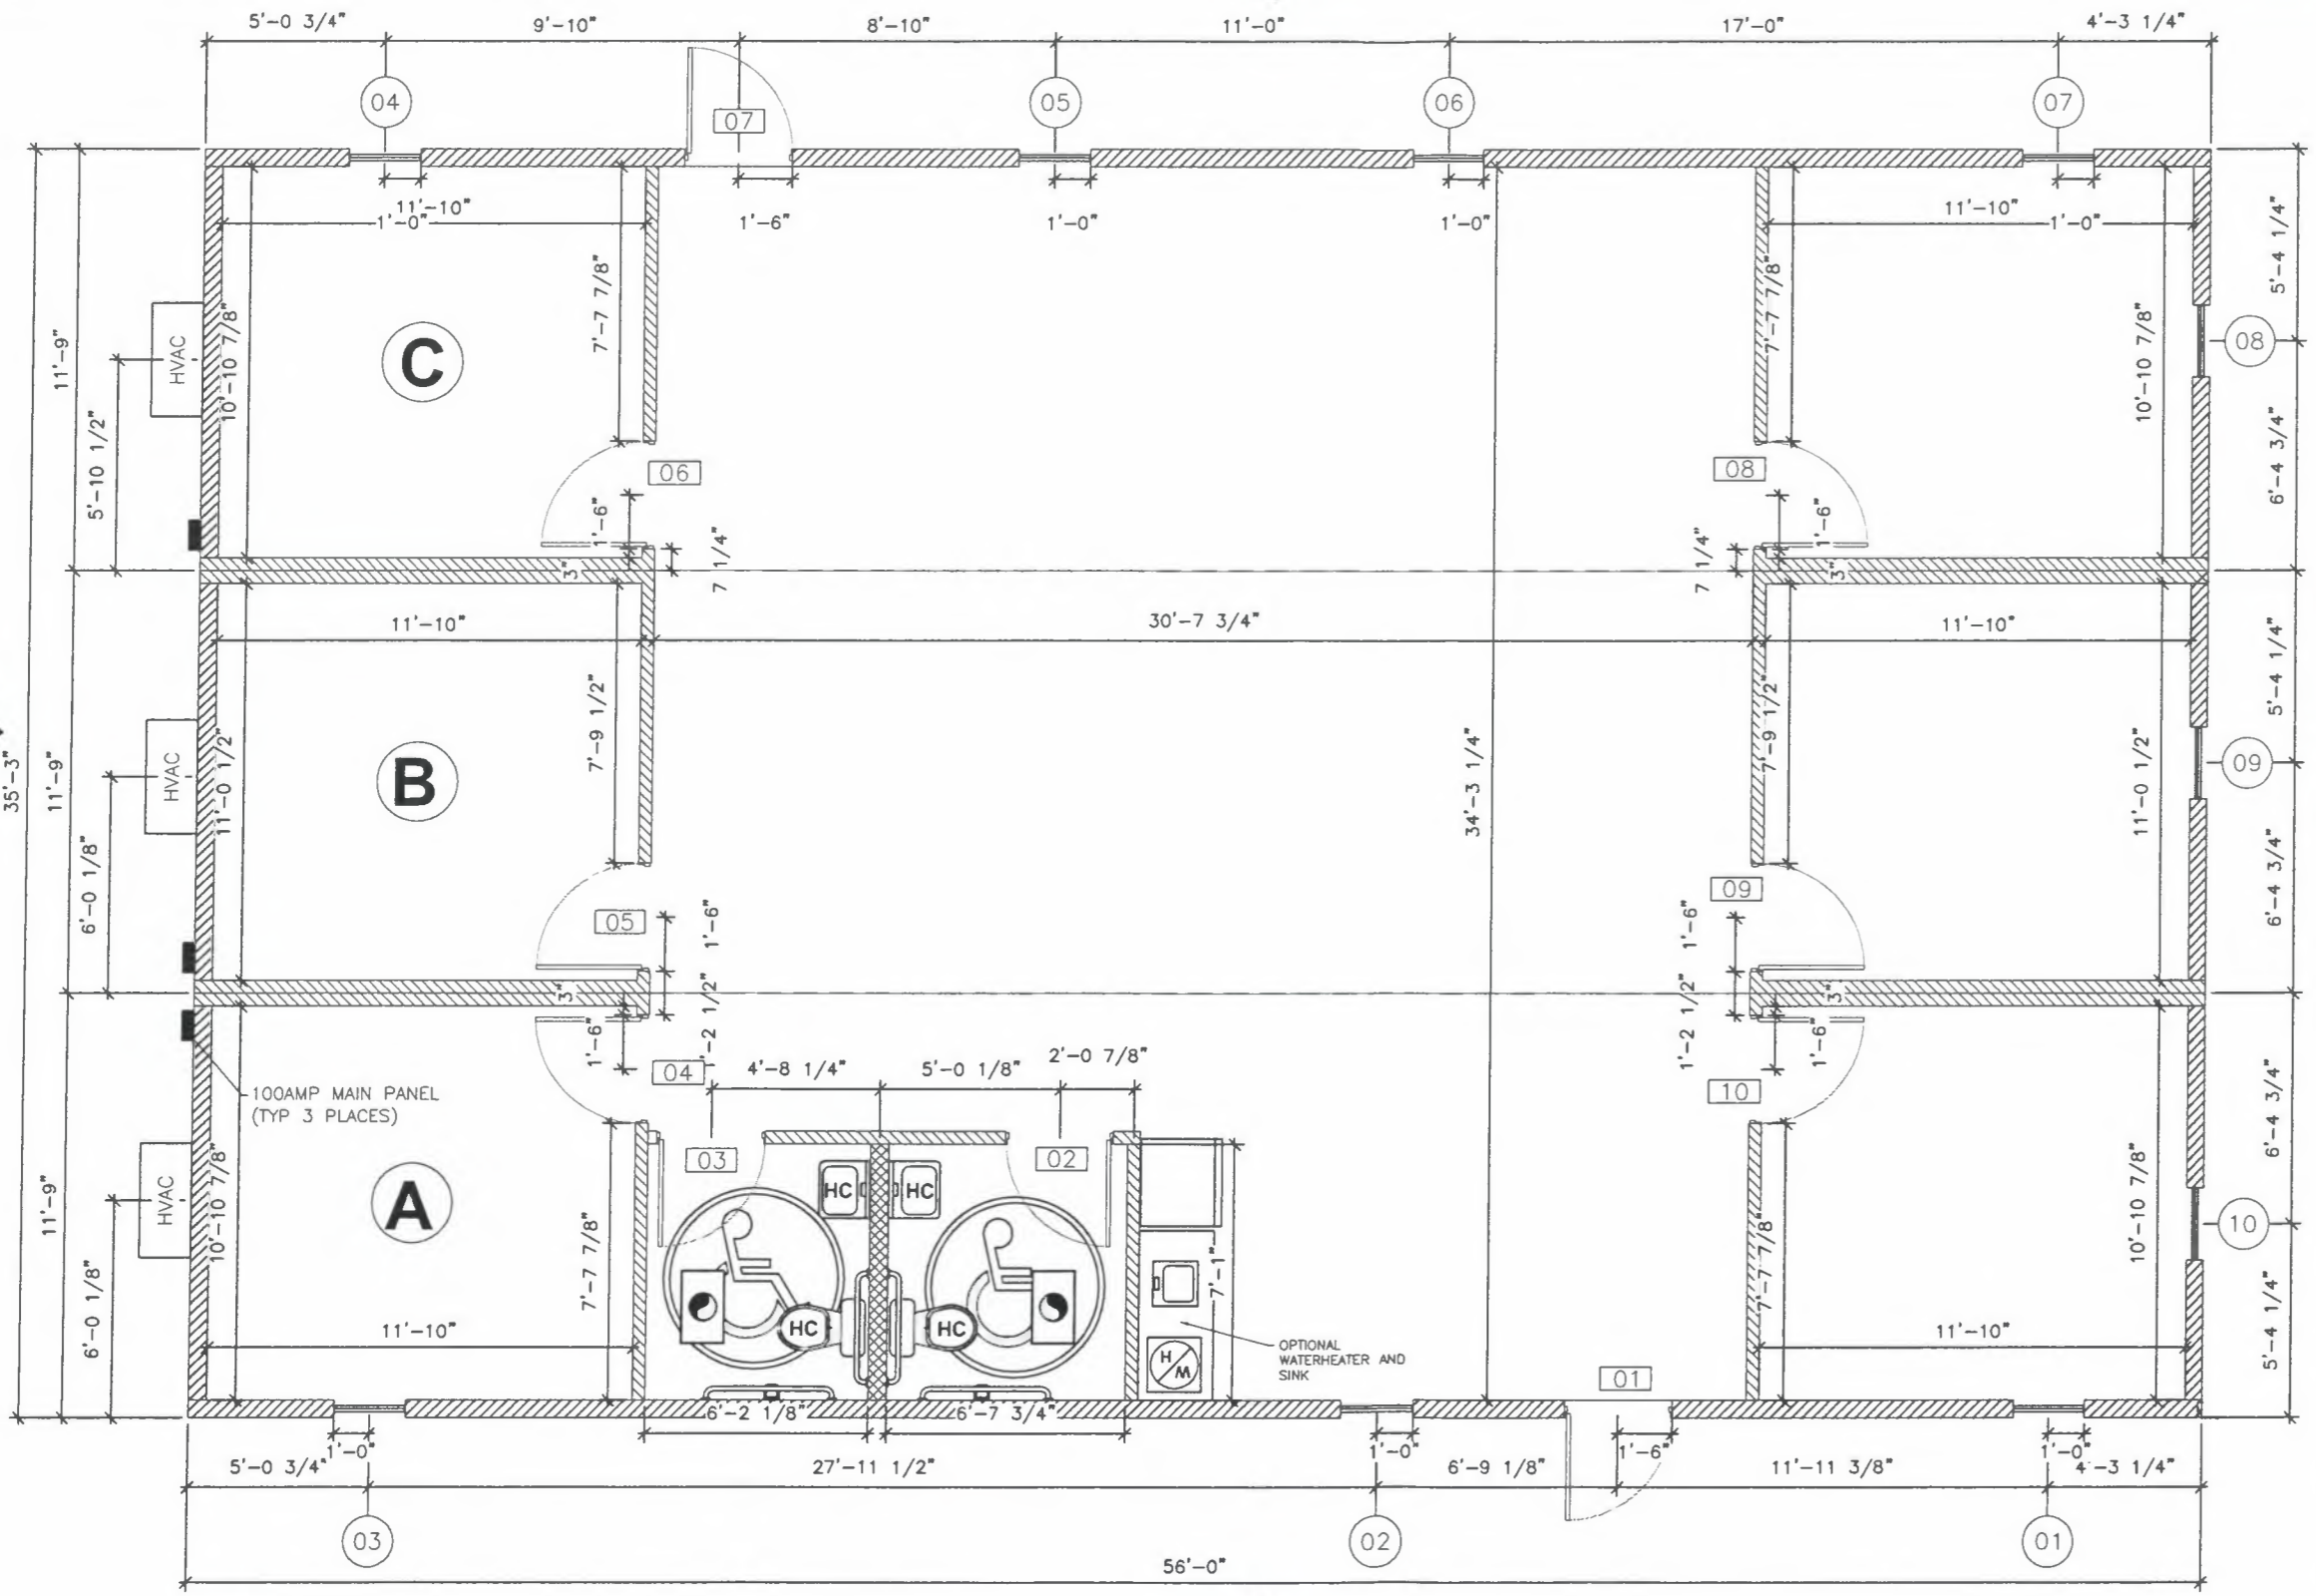 5'-0 3/4" 9'-10" 8'-10" 11'-0" 17'-0" 4'-3 1/4"
04 05 06 07
07
11'-10" 11'-10"
1'-0" 1'-6" 1'-0" 1'-0" 1'-0"
5'-4 1/4"
7'-7 7/8" 7'-7 7/8"
10'-10 7/8" 10'-10 7/8"
HVAC
C
08
11'-9"
5'-10 1/2"
6'-4 3/4"
06 08
1'-6" 1'-6"
7 1/4" 7 1/4"
3" 3"
11'-10" 30'-7 3/4" 11'-10"
5'-4 1/4"
7'-9 1/2" 7'-9 1/2"
11'-0 1/2" 11'-0 1/2"
35'-3"
11'-9"
HVAC
B
34'-3 1/4"
09
6'-0 1/8"
6'-4 3/4"
05 09
1'-6" 1'-6"
3" 3"
1'-2 1/2"
'-2 1/2"
1'-6" 1'-6"
04 4'-8 1/4" 5'-0 1/8" 2'-0 7/8"
10
100AMP MAIN PANEL
(TYP 3 PLACES)
6'-4 3/4"
03 02
HC HC
11'-9"
HVAC
A
10'-10 7/8" 10'-10 7/8"
10
6'-0 1/8"
7'-7 7/8" 7'-7 7/8"
7'-1"
HC HC
11'-10" 11'-10"
OPTIONAL
WATERHEATER AND
SINK
H
W
01
5'-4 1/4"
6'-2 1/8" 6'-7 3/4"
1'-0" 1'-0" 1'-6" 1'-0"
5'-0 3/4" 27'-11 1/2" 6'-9 1/8" 11'-11 3/8" 4'-3 1/4"
03 02 01
56'-0"